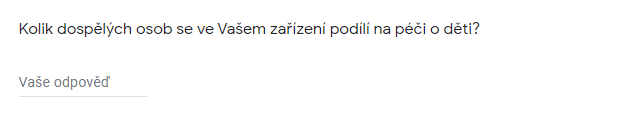 Kolik dospělých osob se ve Vašem zařízení podílí na péči o děti?
Vaše odpověď